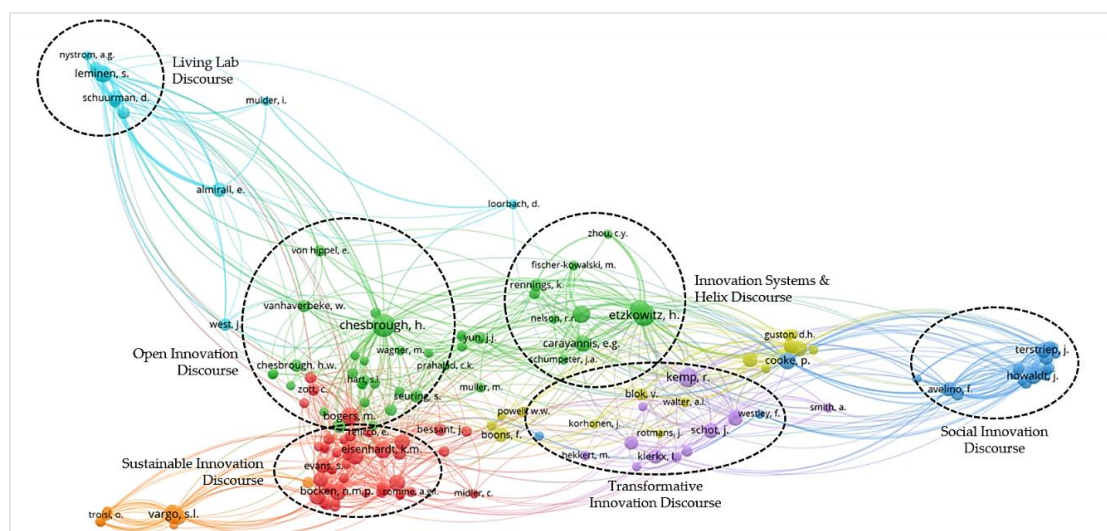 nystrom, a.g.
leminen, s.
Living Lab
Discourse
schuurman, d.
mulder, i.
almirall, e.
loorbach, d.
zhou, c.y.
von hippel, e.
fischer-kowalski, m.
rennings, k.
Innovation Systems &
Helix Discourse
vanhaverbeke, w.
west, j.
chesbrough, h.
nelson, r.r.
etzkowitz, h.
Open Innovation
Discourse
wagner, m.
yun, j.j.
carayannis, e.g.
guston, d.h.
terstriep, j.
chesbrough, h.w.
prahalad, c.k.
schumpeter, j.a.
cooke, p.
howaldt, j.
zott, c.
hart, s.l.
muller, m.
kemp, r.
avelino, f.
seuring, s.
blok, v.
walter, a.l.
smith, a.
bogers, m.
powell, w.w.
westley, f.
korhonen, j.
Social Innovation
Discourse
bessant, j.
boons, f.
rotmans, j.
schot, j.
Sustainable Innovation
Discourse
eisenhardt, k.m.
evans, s.
hekkert, m.
klerkx, l.
bocken, n.m.p.
romme, a.g.l.
midler, c.
Transformative
Innovation Discourse
troisi, o.
vargo, s.l.